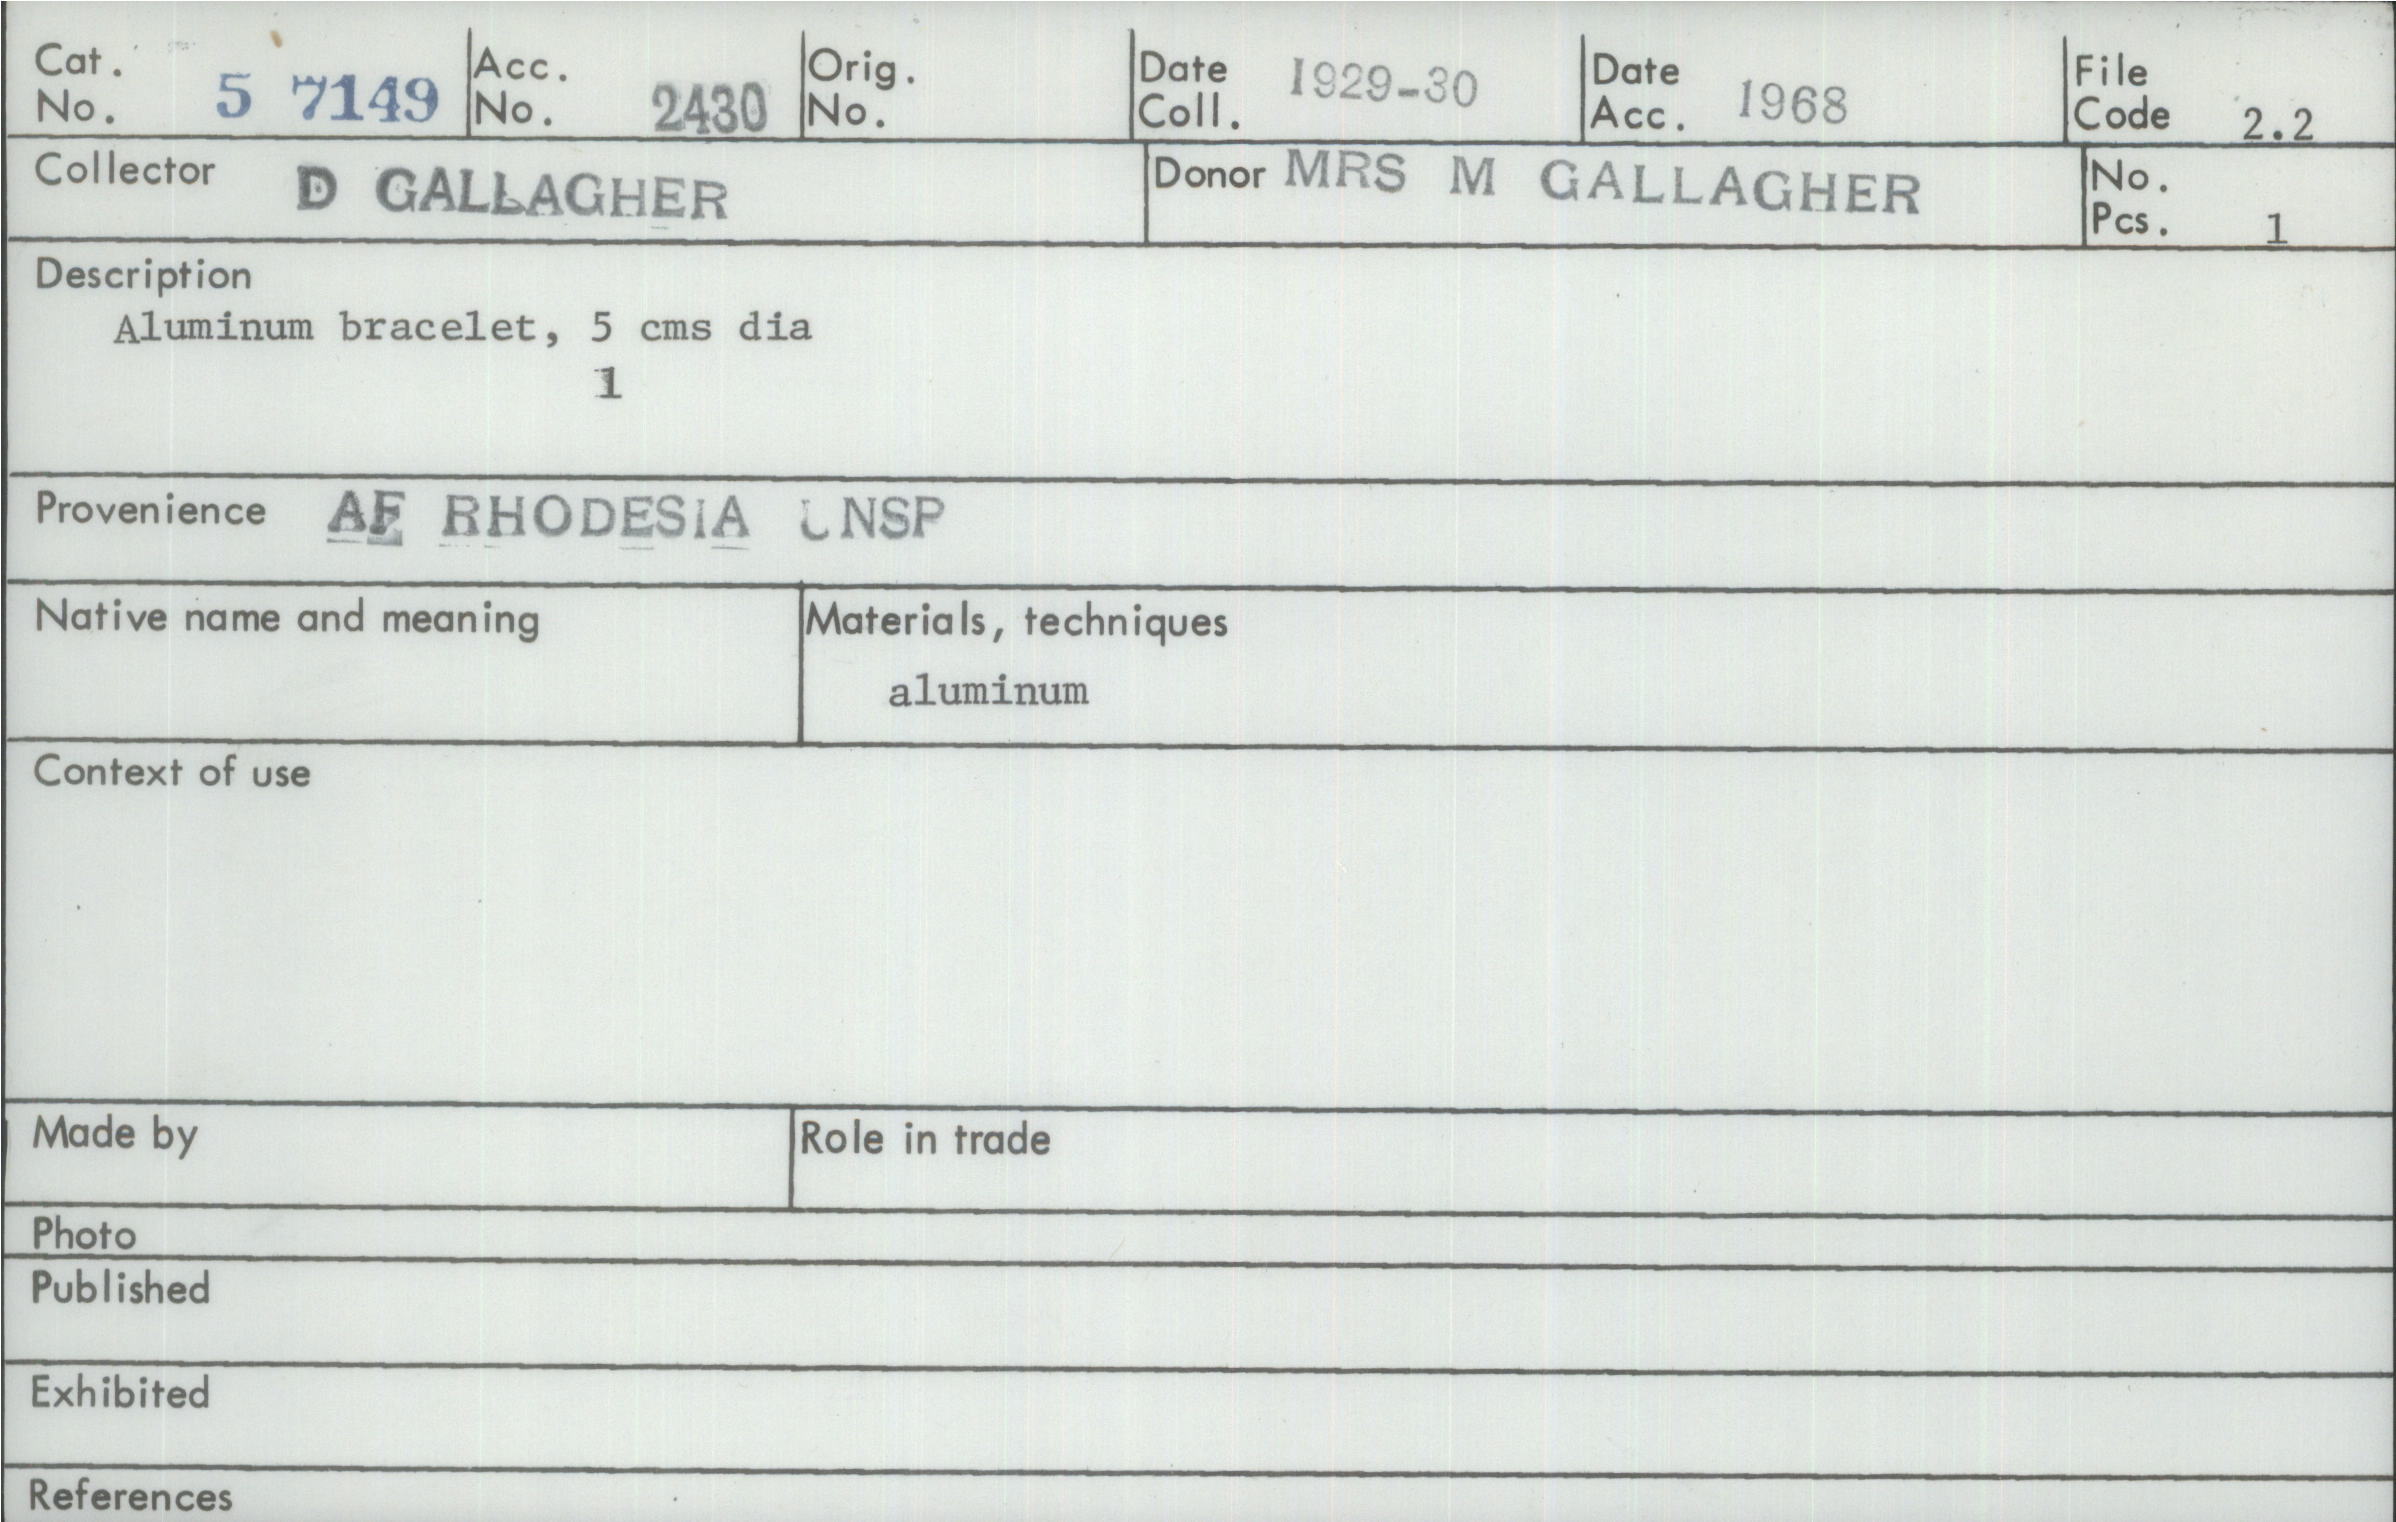 Cat. No. 5 7149 Acc. No. 2430 Orig. No. Date Coll. 1929-30 Date Acc. 1968 File Code 2.2
Collector D GALLAGHER Donor MRS M GALLAGHER No. Pcs. 1
Description
Aluminum bracelet, 5 cms dia
1
Provenience AF RHODESIA UNSP
Native name and meaning Materials, techniques
aluminum
Context of use
Made by Role in trade
Photo
Published
Exhibited
References